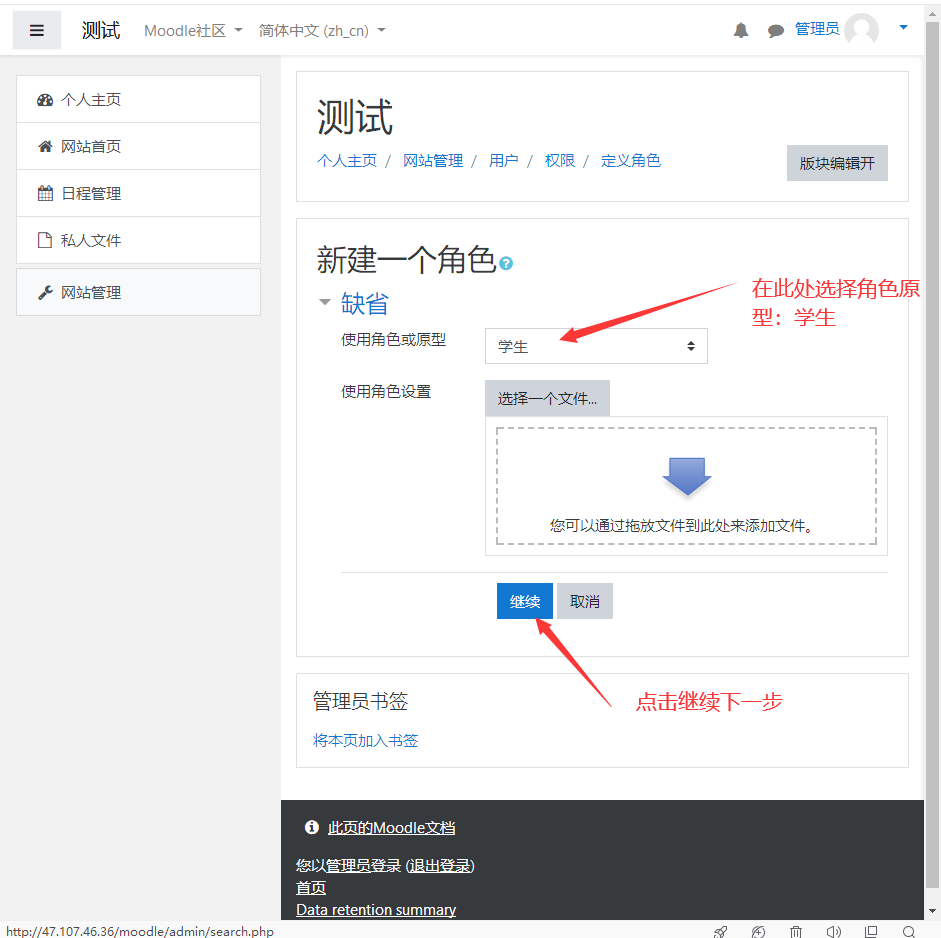 测试 Moodle社区 简体中文 (zh_cn) 管理员
个人主页
网站首页
日程管理
私人文件
网站管理
测试
个人主页 / 网站管理 / 用户 / 权限 / 定义角色
版块编辑开
新建一个角色
缺省
使用角色或原型
学生
在此处选择角色原
型：学生
使用角色设置
选择一个文件...
您可以通过拖放文件到此处来添加文件。
继续 取消
点击继续下一步
管理员书签
将本页加入书签
此页的Moodle文档
您以管理员登录 (退出登录)
首页
Data retention summary
http://47.107.46.36/moodle/admin/search.php